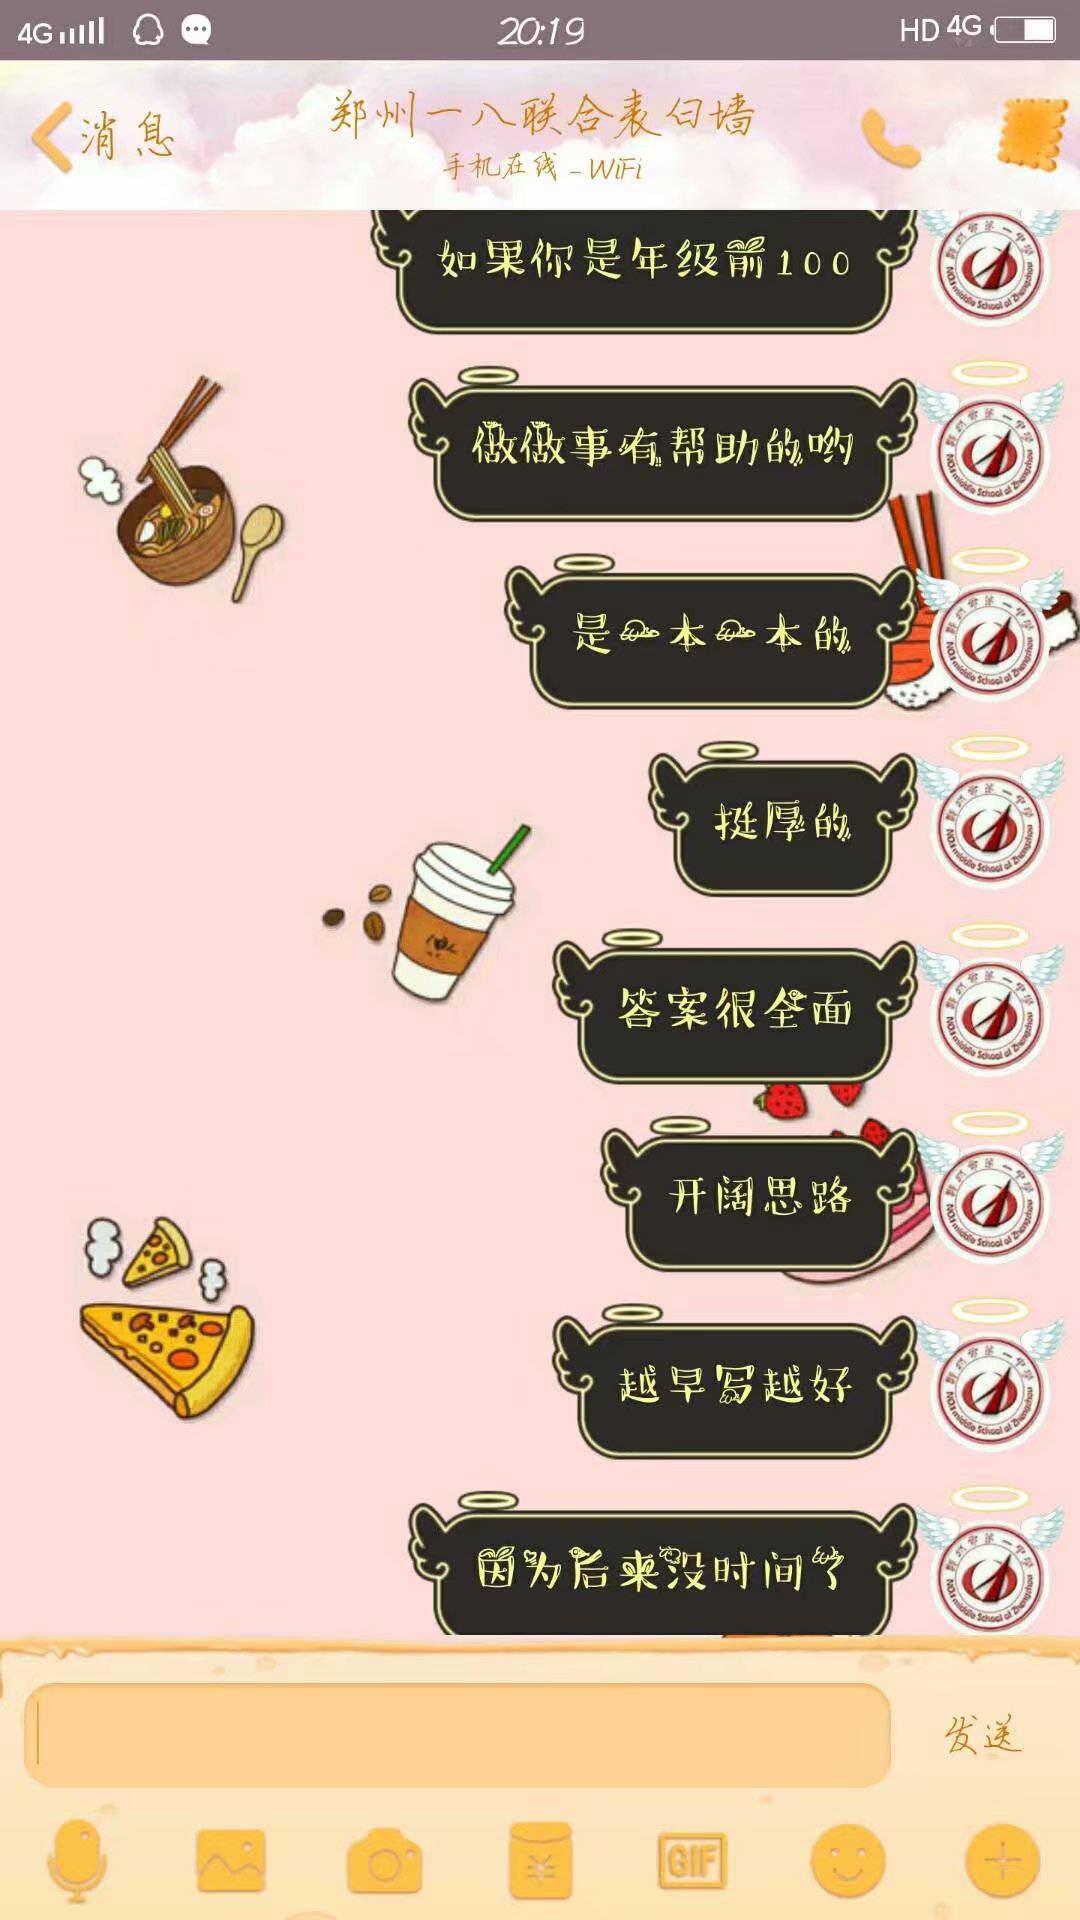 4G 20:19 HD 4G
消息
郑州一八联合表白墙
手机在线 - WiFi
如果你是年级前100
做做事有帮助的哟
是一本一本的
挺厚的
答案很全面
开阔思路
越早写越好
因为后来没时间了
发送
GIF